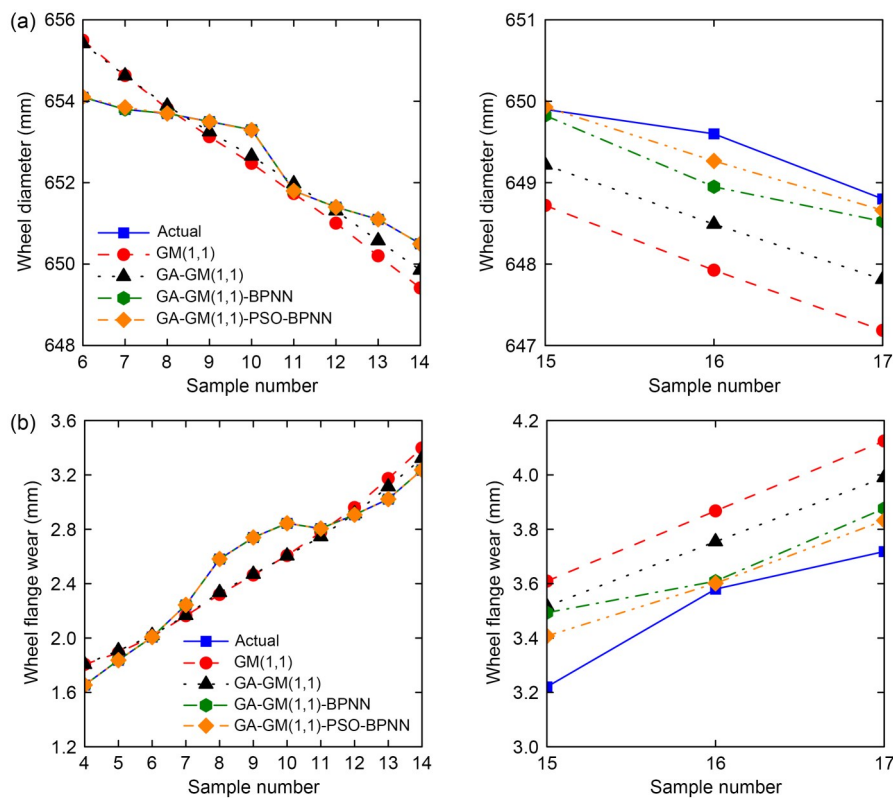 (a)
656
654
652
650
648
Wheel diameter (mm)
Actual
GM(1,1)
GA-GM(1,1)
GA-GM(1,1)-BPNN
GA-GM(1,1)-PSO-BPNN
6 7 8 9 10 11 12 13 14
Sample number
651
650
649
648
647
Wheel diameter (mm)
15 16 17
Sample number
(b)
3.6
3.2
2.8
2.4
2.0
1.6
1.2
Wheel flange wear (mm)
Actual
GM(1,1)
GA-GM(1,1)
GA-GM(1,1)-BPNN
GA-GM(1,1)-PSO-BPNN
4 5 6 7 8 9 10 11 12 13 14
Sample number
4.2
4.0
3.8
3.6
3.4
3.2
3.0
Wheel flange wear (mm)
15 16 17
Sample number